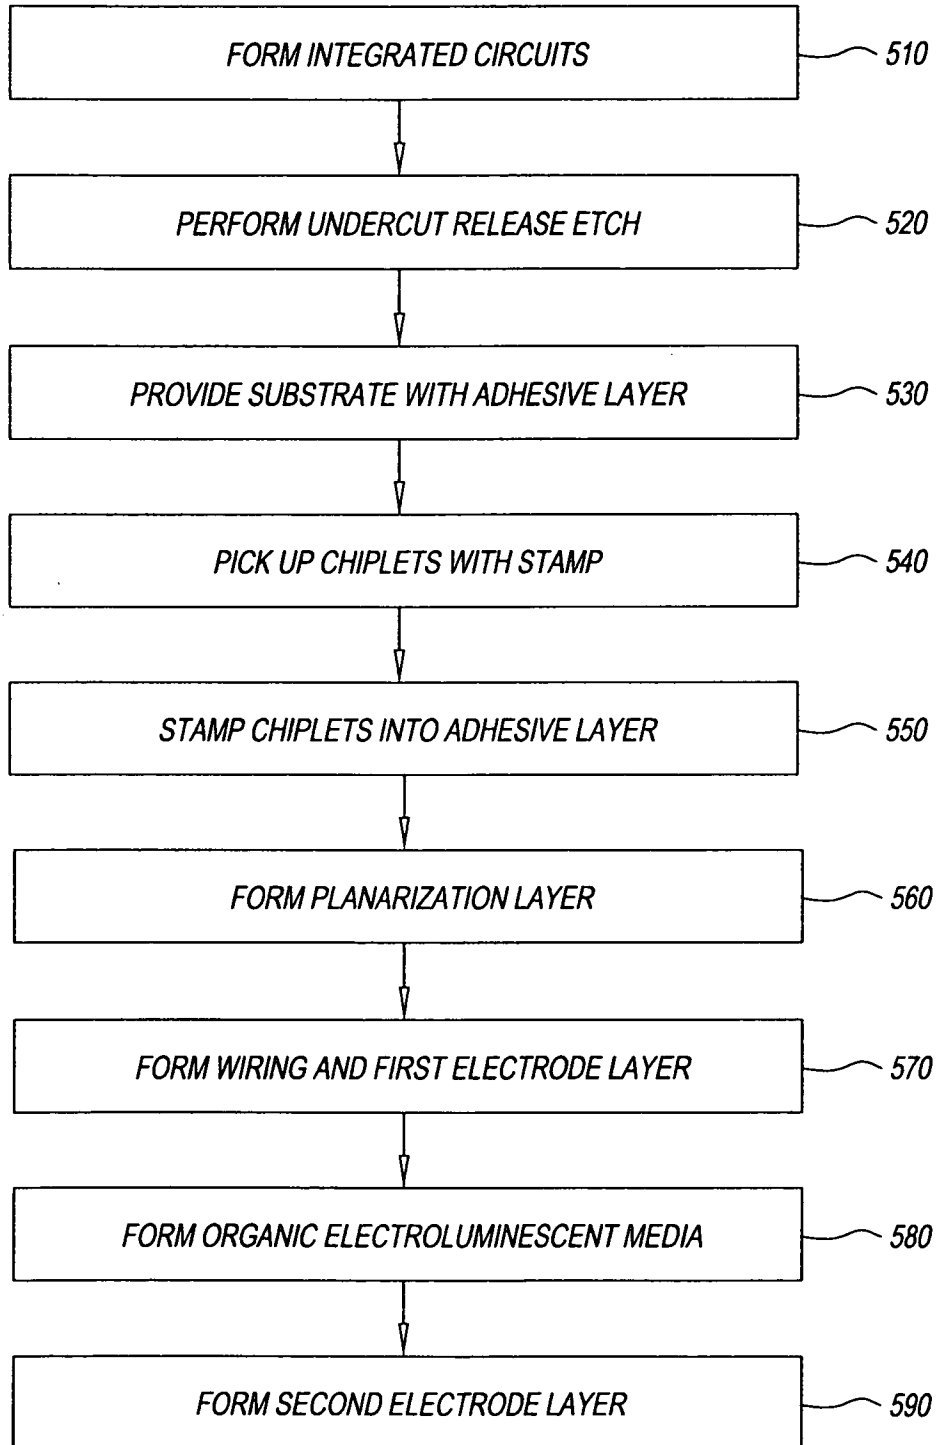 FORM INTEGRATED CIRCUITS 510
PERFORM UNDERCUT RELEASE ETCH 520
PROVIDE SUBSTRATE WITH ADHESIVE LAYER 530
PICK UP CHIPLETS WITH STAMP 540
STAMP CHIPLETS INTO ADHESIVE LAYER 550
FORM PLANARIZATION LAYER 560
FORM WIRING AND FIRST ELECTRODE LAYER 570
FORM ORGANIC ELECTROLUMINESCENT MEDIA 580
FORM SECOND ELECTRODE LAYER 590